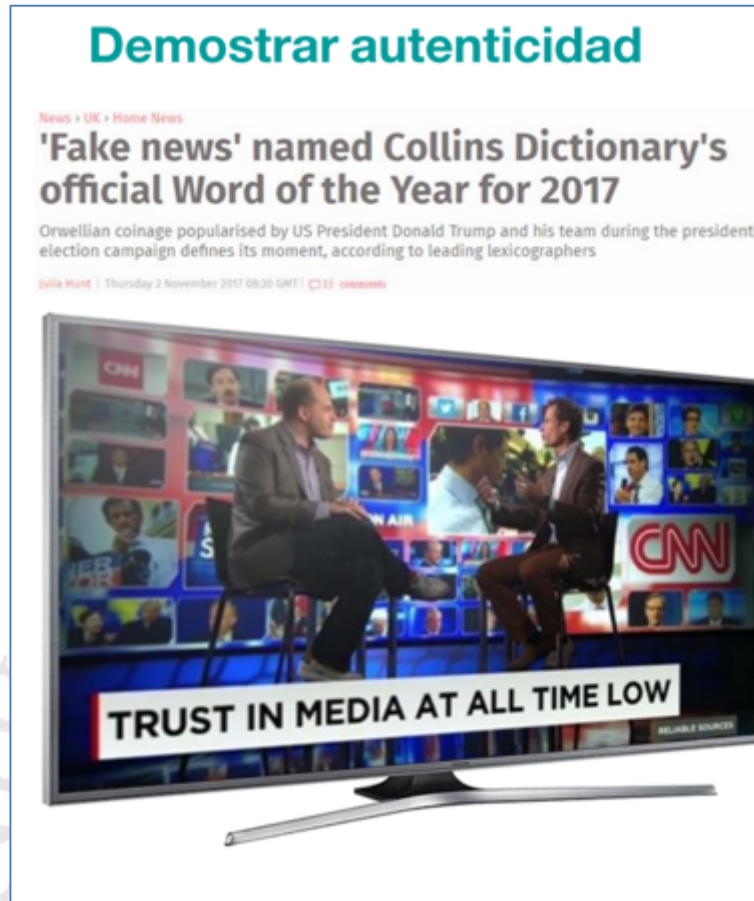 Demostrar autenticidad
News › UK › Home News
'Fake news' named Collins Dictionary's
official Word of the Year for 2017
Orwellian coinage popularised by US President Donald Trump and his team during the president
election campaign defines its moment, according to leading lexicographers
Julia Hunt | Thursday 2 November 2017 08:30 GMT | comments
CNN
ON AIR
CNN
TRUST IN MEDIA AT ALL TIME LOW
RELIABLE SOURCES